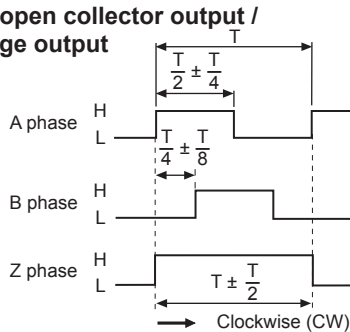 open collector output /
ge output
T
T/2 ± T/4
A phase H L
T/4 ± T/8
B phase H L
Z phase H L
T ± T/2
Clockwise (CW)